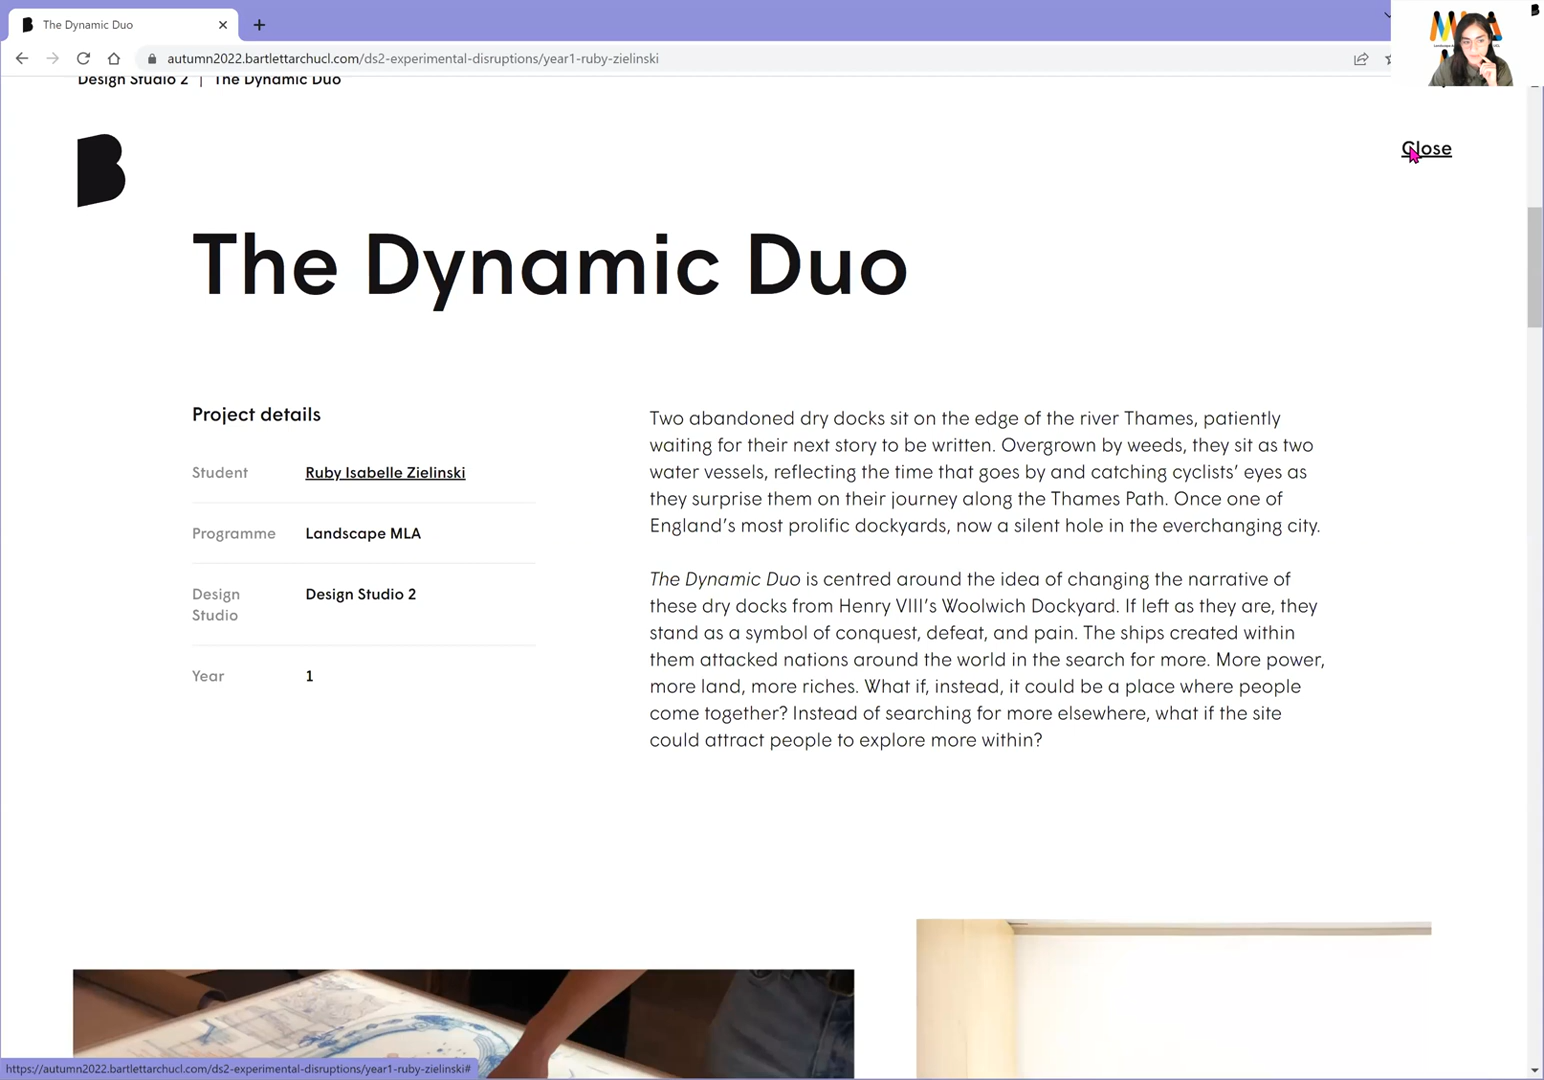 The Dynamic Duo
autumn2022.bartlettarchucl.com/ds2-experimental-disruptions/year1-ruby-zielinski
Design Studio 2 | The Dynamic Duo
Close
The Dynamic Duo
Project details
Student Ruby Isabelle Zielinski
Programme Landscape MLA
Design Studio Design Studio 2
Year 1
Two abandoned dry docks sit on the edge of the river Thames, patiently
waiting for their next story to be written. Overgrown by weeds, they sit as two
water vessels, reflecting the time that goes by and catching cyclists' eyes as
they surprise them on their journey along the Thames Path. Once one of
England's most prolific dockyards, now a silent hole in the everchanging city.
The Dynamic Duo is centred around the idea of changing the narrative of
these dry docks from Henry VIII's Woolwich Dockyard. If left as they are, they
stand as a symbol of conquest, defeat, and pain. The ships created within
them attacked nations around the world in the search for more. More power,
more land, more riches. What if, instead, it could be a place where people
come together? Instead of searching for more elsewhere, what if the site
could attract people to explore more within?
https://autumn2022.bartlettarchucl.com/ds2-experimental-disruptions/year1-ruby-zielinski#